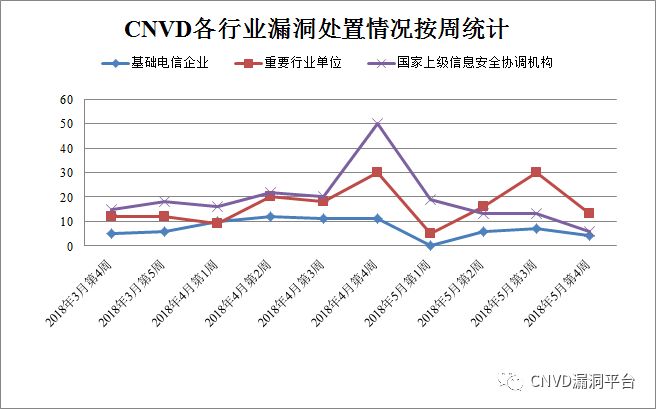 CNVD各行业漏洞处置情况按周统计
基础电信企业 重要行业单位 国家上级信息安全协调机构
60
50
40
30
20
10
0
2018年3月第4周
2018年3月第5周
2018年4月第1周
2018年4月第2周
2018年4月第3周
2018年4月第4周
2018年5月第1周
2018年5月第2周
2018年5月第3周
2018年5月第4周
CNVD漏洞平台